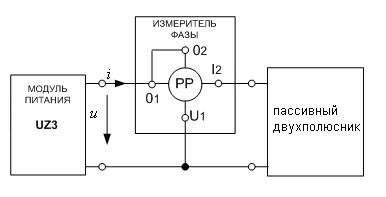 ИЗМЕРИТЕЛЬ
ФАЗЫ
02
МОДУЛЬ
ПИТАНИЯ
UZ3
i
u
01
PP
I2
U1
пассивный
двухполюсник